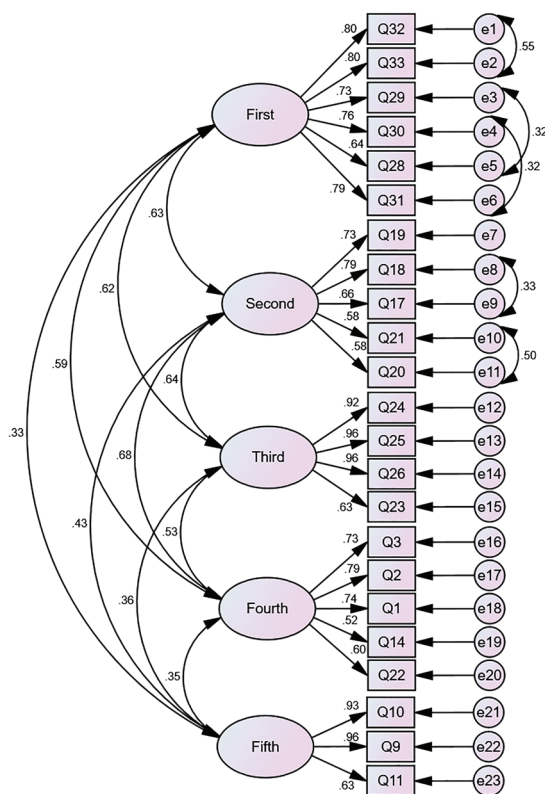 .80 Q32 e1
.55
.80 Q33 e2
.73 Q29 e3
First
.76 Q30 e4
.32
.64 Q28 e5
.32
.79 Q31 e6
.63
.73 Q19 e7
.79 Q18 e8
.62
.33
Second
.66 Q17 e9
.58 Q21 e10
.50
.58 Q20 e11
.59
.64
.92 Q24 e12
.33
.96 Q25 e13
.68
Third
.96 Q26 e14
.63 Q23 e15
.43
.53
.73 Q3 e16
.79 Q2 e17
.36
Fourth
.74 Q1 e18
.52 Q14 e19
.60 Q22 e20
.35
.93 Q10 e21
Fifth
.96 Q9 e22
.63 Q11 e23